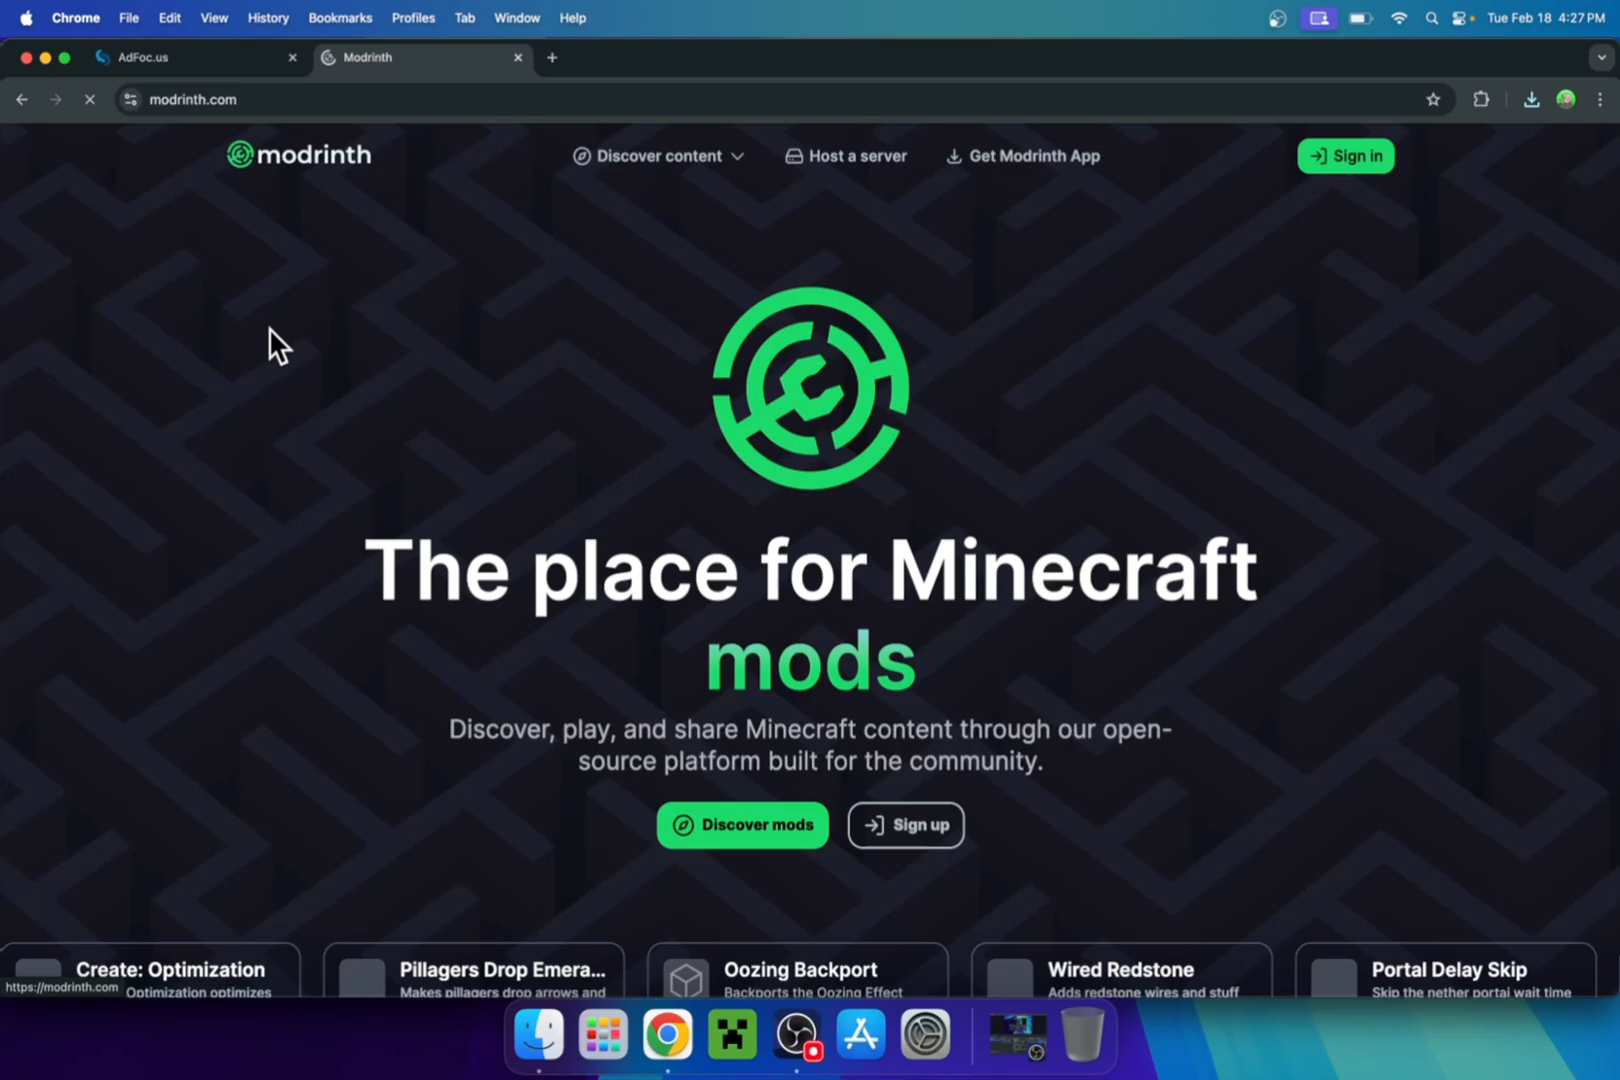 Chrome File Edit View History Bookmarks Profiles Tab Window Help Tue Feb 18 4:27 PM
AdFoc.us Modrinth
modrinth.com
modrinth Discover content Host a server Get Modrinth App Sign in
The place for Minecraft
mods
Discover, play, and share Minecraft content through our open-
source platform built for the community.
Discover mods Sign up
Create: Optimization Pillagers Drop Emera... Oozing Backport Wired Redstone Portal Delay Skip
Optimization optimizes Makes pillagers drop arrows and Backports the Oozing Effect Adds redstone wires and stuff Skip the nether portal wait time
https://modrinth.com